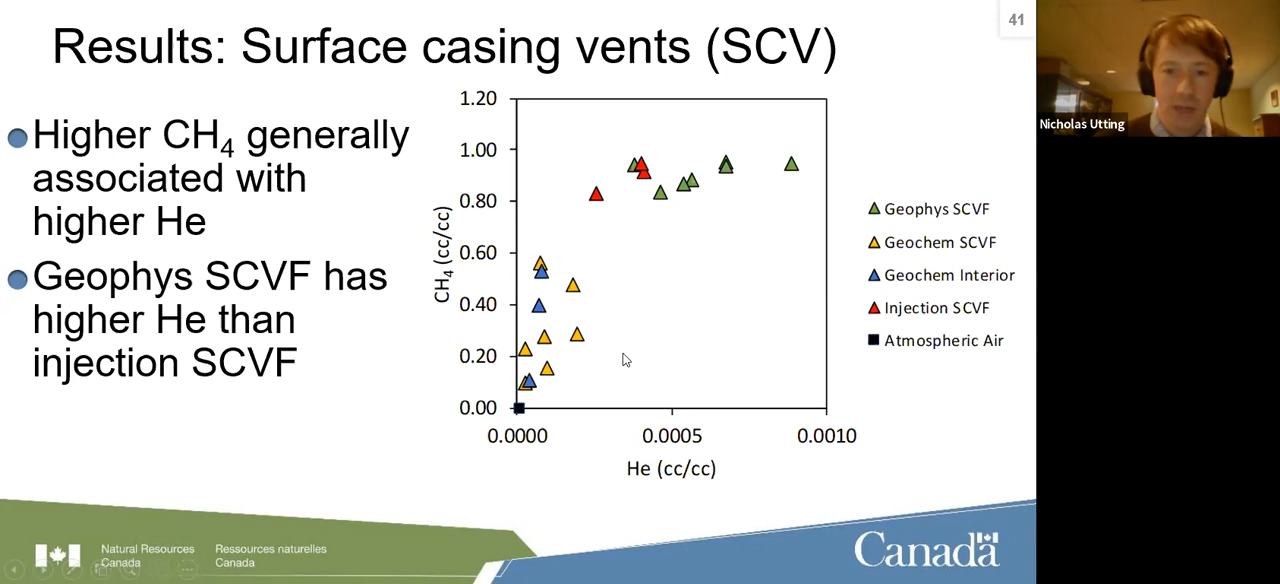 41
Results: Surface casing vents (SCV)
Higher CH₄ generally
associated with
higher He
Geophys SCVF has
higher He than
injection SCVF
1.20
1.00
0.80
0.60
0.40
0.20
0.00
CH₄ (cc/cc)
0.0000 0.0005 0.0010
He (cc/cc)
Geophys SCVF
Geochem SCVF
Geochem Interior
Injection SCVF
Atmospheric Air
Nicholas Utting
Natural Resources Ressources naturelles
Canada Canada
Canada